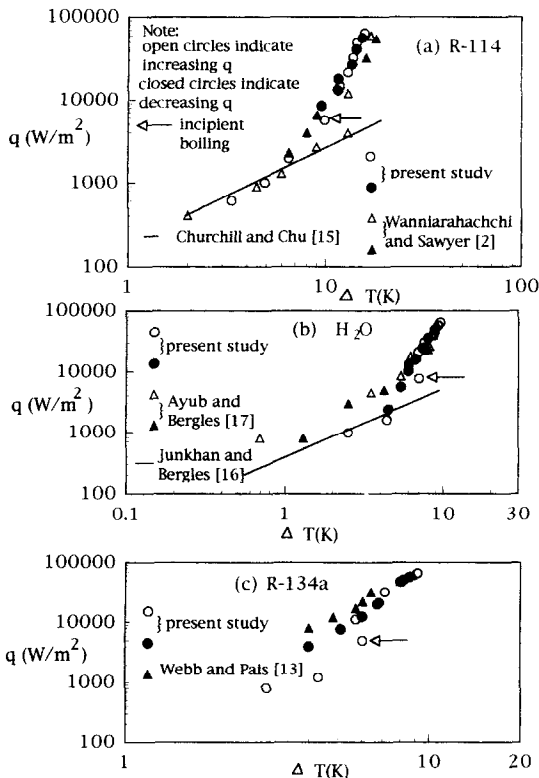 Note:
open circles indicate
increasing q
closed circles indicate
decreasing q
incipient
boiling
(a) R-114
100000
10000
q (W/m²)
1000
100
present study
Wanniarahachchi
and Sawyer [2]
Churchill and Chu [15]
1
10
100
Δ T(K)
(b) H₂O
100000
10000
q (W/m²)
1000
100
present study
Ayub and
Bergles [17]
Junkhan and
Bergles [16]
0.1
1
10
30
Δ T(K)
(c) R-134a
100000
10000
q (W/m²)
1000
100
present study
Webb and Pais [13]
1
10
20
Δ T(K)